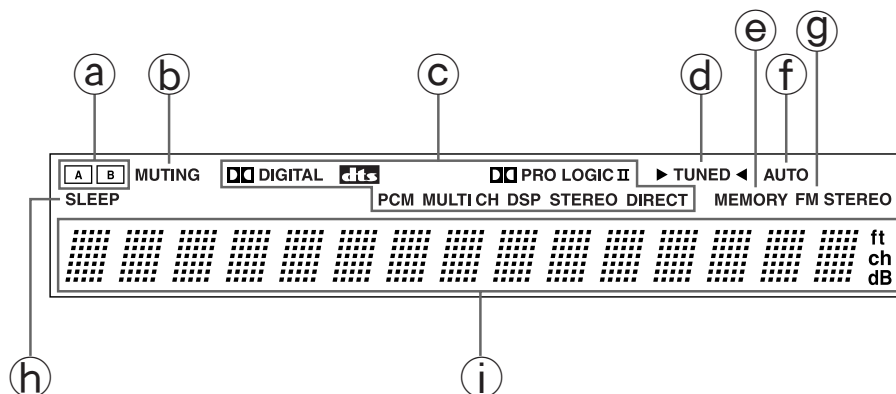 e g
a b c d f
A B MUTING DIGITAL dts PRO LOGIC II ▶ TUNED ◀ AUTO
SLEEP PCM MULTI CH DSP STEREO DIRECT MEMORY FM STEREO
ft
ch
dB
h i